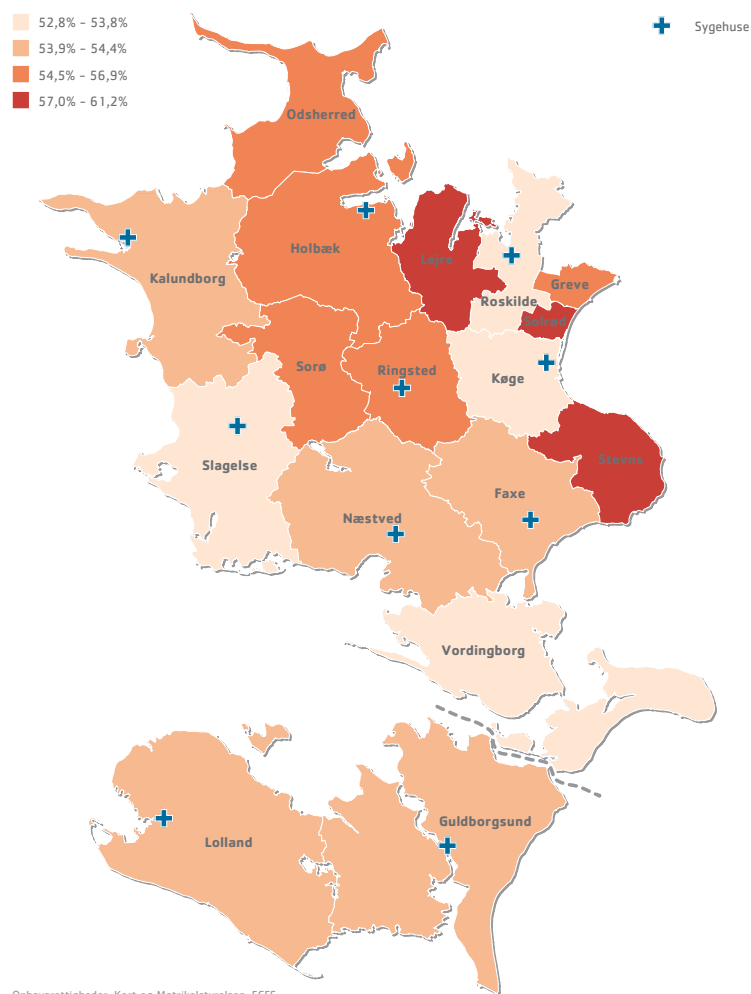 52,8% - 53,8%
53,9% - 54,4%
54,5% - 56,9%
57,0% - 61,2%
Sygehuse
Odsherred
Holbæk
Lejre
Kalundborg
Greve
Roskilde
Solrød
Sorø
Ringsted
Køge
Stevns
Slagelse
Faxe
Næstved
Vordingborg
Guldborgsund
Lolland